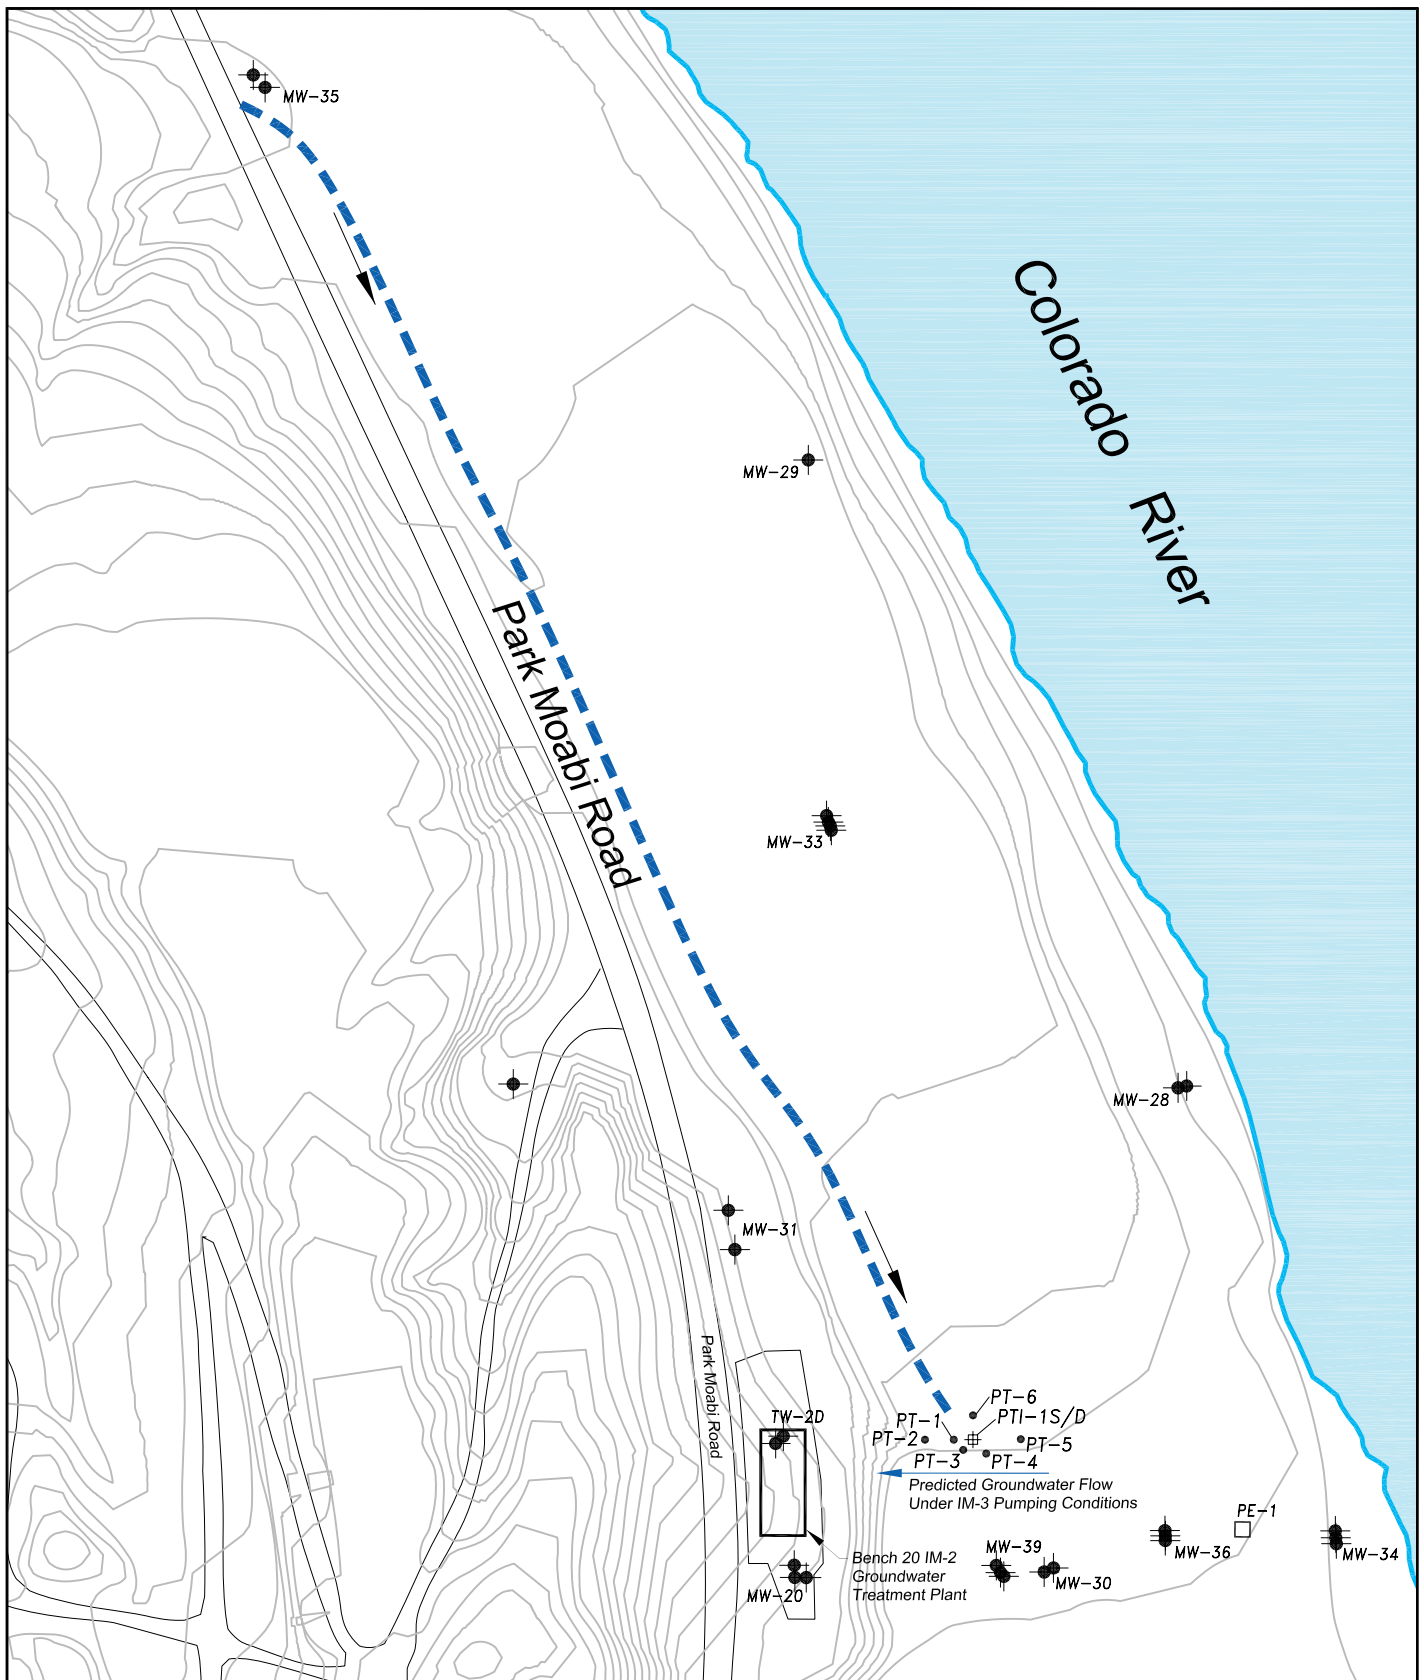 MW-35
Colorado River
MW-29
Park Moabi Road
MW-33
MW-28
MW-31
Park Moabi Road
TW-2D
PT-6
PT-1
PTI-1S/D
PT-2
PT-5
PT-3
PT-4
Predicted Groundwater Flow
Under IM-3 Pumping Conditions
PE-1
MW-36
MW-34
MW-39
MW-30
Bench 20 IM-2
Groundwater
Treatment Plant
MW-20